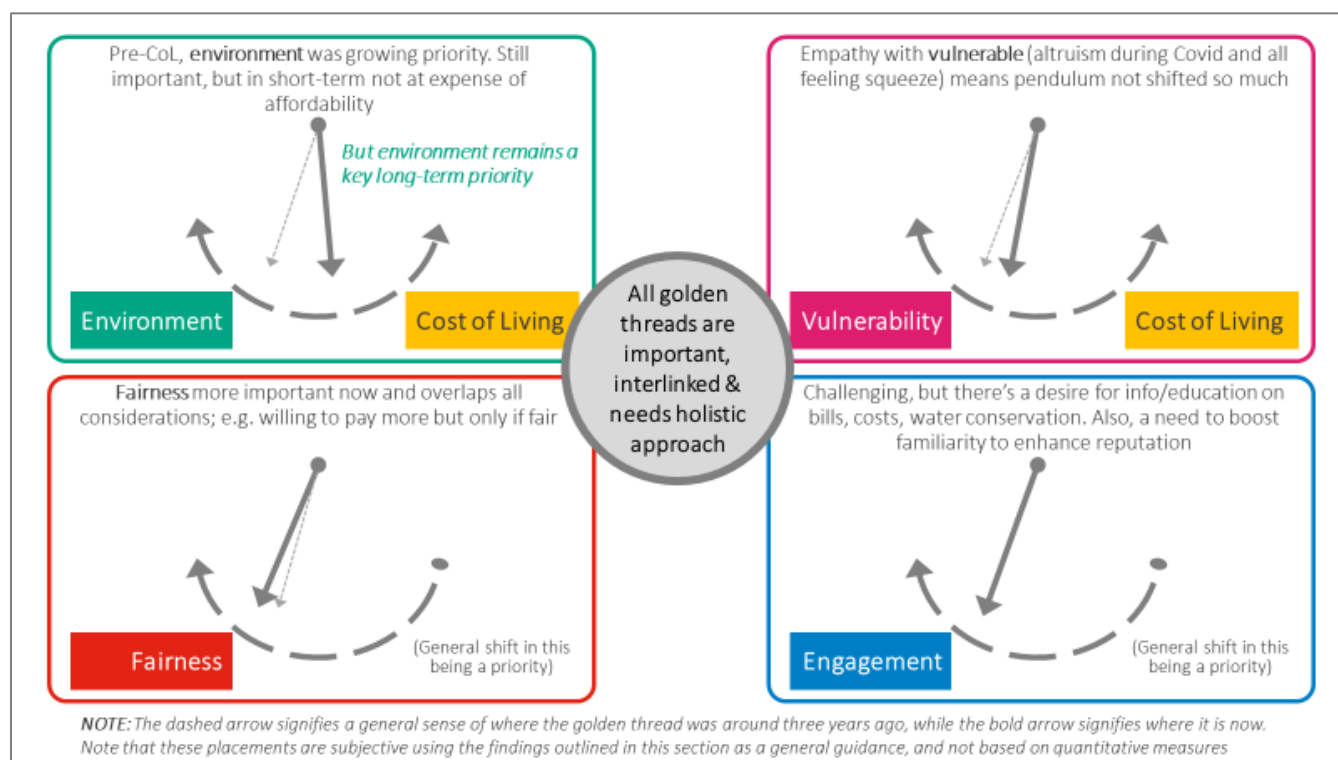 Pre-CoL, environment was growing priority. Still
important, but in short-term not at expense of
affordability
But environment remains a
key long-term priority
Environment
Cost of Living
Empathy with vulnerable (altruism during Covid and all
feeling squeeze) means pendulum not shifted so much
Vulnerability
Cost of Living
All golden
threads are
important,
interlinked &
needs holistic
approach
Fairness more important now and overlaps all
considerations; e.g. willing to pay more but only if fair
Fairness
(General shift in this
being a priority)
Challenging, but there's a desire for info/education on
bills, costs, water conservation. Also, a need to boost
familiarity to enhance reputation
Engagement
(General shift in this
being a priority)
NOTE: The dashed arrow signifies a general sense of where the golden thread was around three years ago, while the bold arrow signifies where it is now.
Note that these placements are subjective using the findings outlined in this section as a general guidance, and not based on quantitative measures